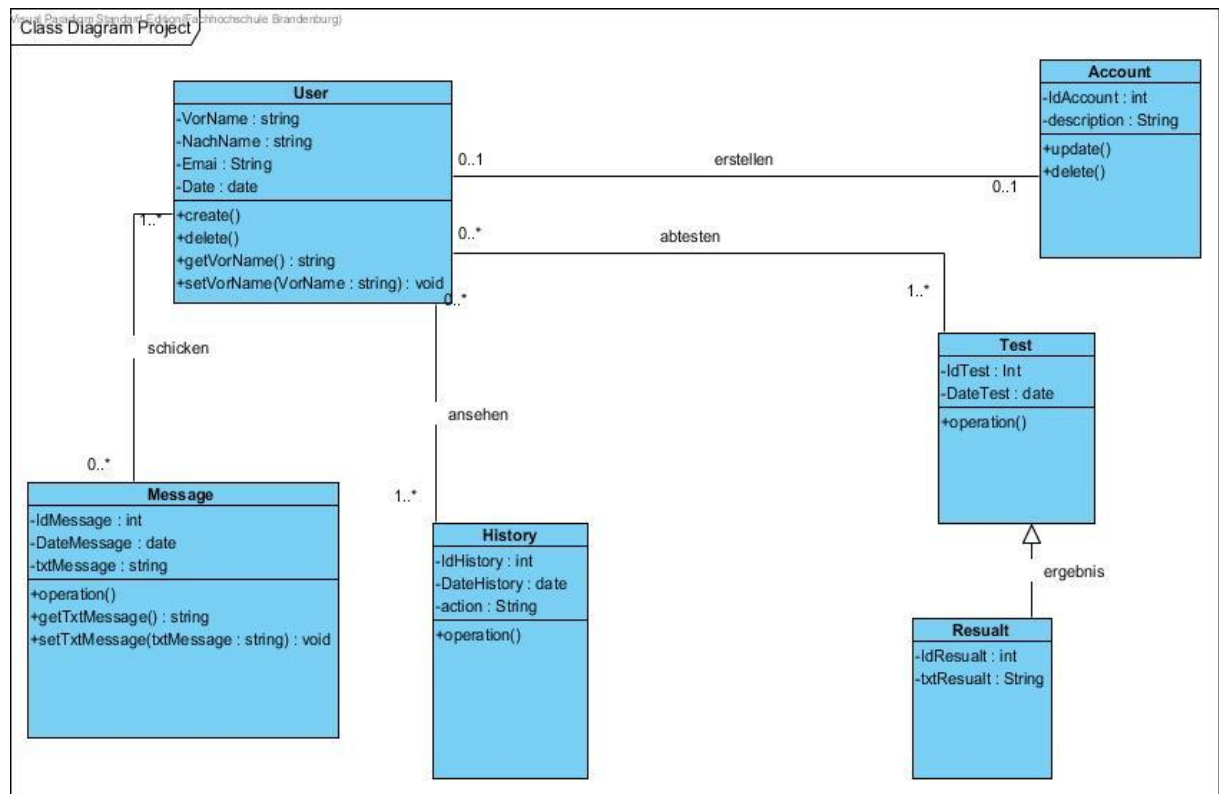 Visual Paradigm Standard Edition(Fachhochschule Brandenburg)
Class Diagram Project
User
-VorName : string
-NachName : string
-Emai : String
-Date : date
+create()
+delete()
+getVorName() : string
+setVorName(VorName : string) : void
Account
-IdAccount : int
-description : String
+update()
+delete()
0..1
erstellen
0..1
0..*
abtesten
1..*
1..*
schicken
0..*
0..*
ansehen
1..*
Test
-IdTest : Int
-DateTest : date
+operation()
Message
-IdMessage : int
-DateMessage : date
-txtMessage : string
+operation()
+getTxtMessage() : string
+setTxtMessage(txtMessage : string) : void
History
-IdHistory : int
-DateHistory : date
-action : String
+operation()
ergebnis
Resualt
-IdResualt : int
-txtResualt : String